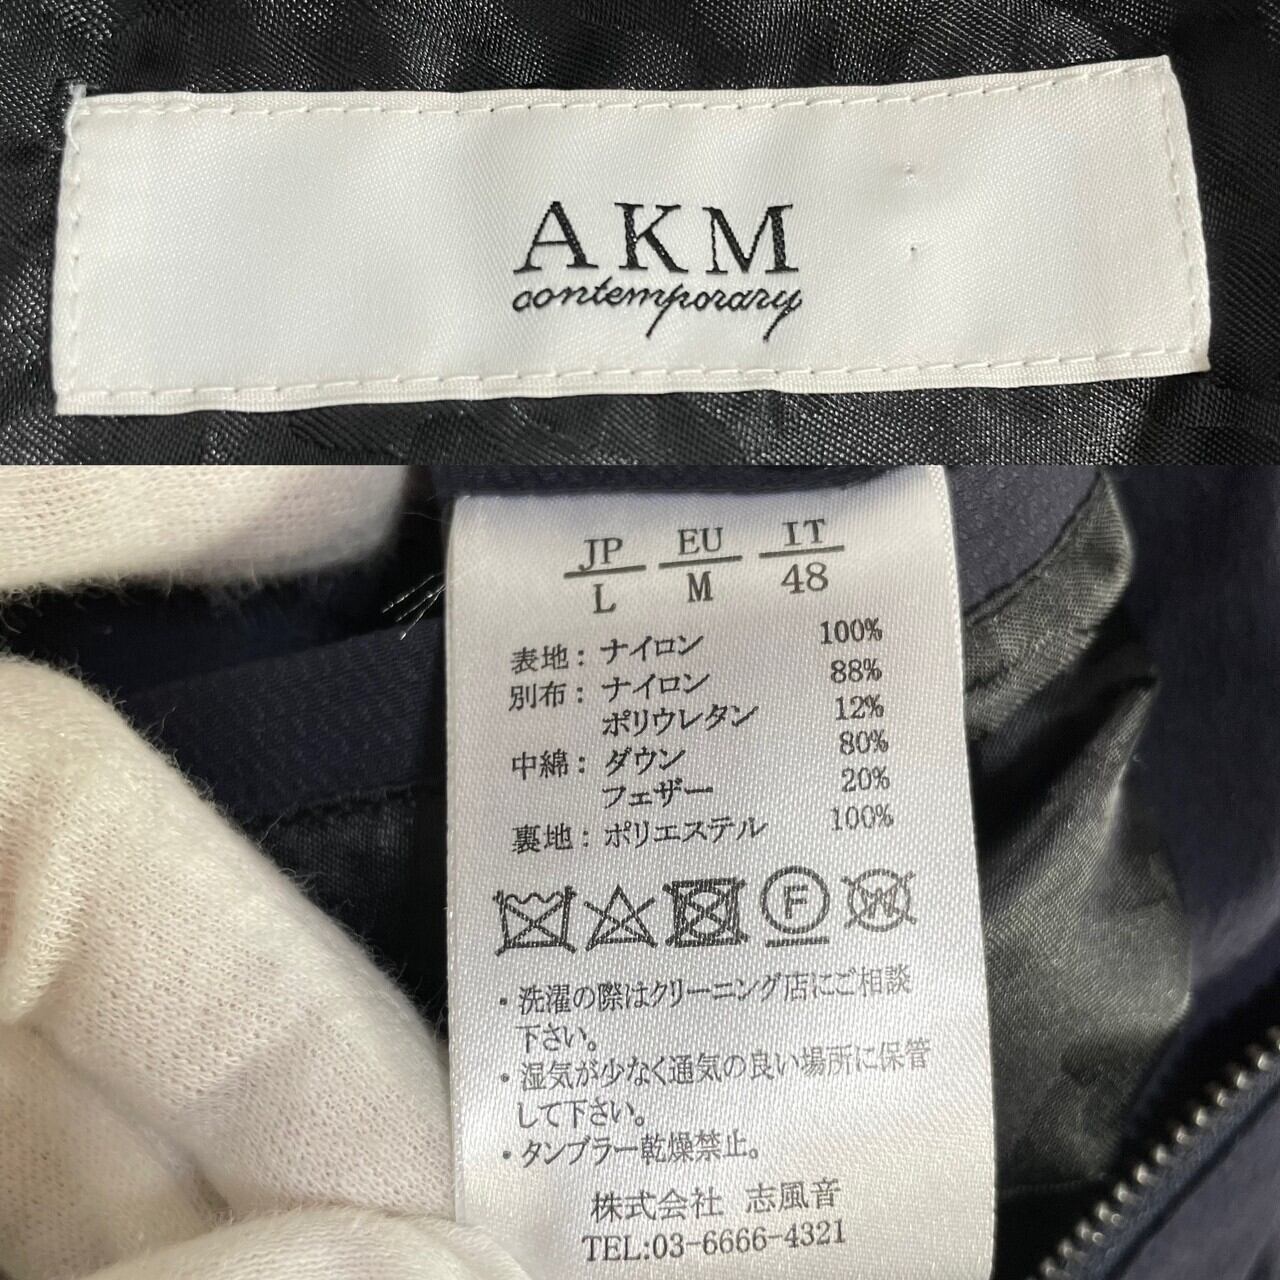 AKM
contemporary
JP EU IT
L M 48
表地: ナイロン 100%
別布: ナイロン 88%
ポリウレタン 12%
中綿: ダウン 80%
フェザー 20%
裏地: ポリエステル 100%
F W
・洗濯の際はクリーニング店にご相談
下さい。
・湿気が少なく通気の良い場所に保管
して下さい。
・タンブラー乾燥禁止。
株式会社 志風音
TEL:03-6666-4321